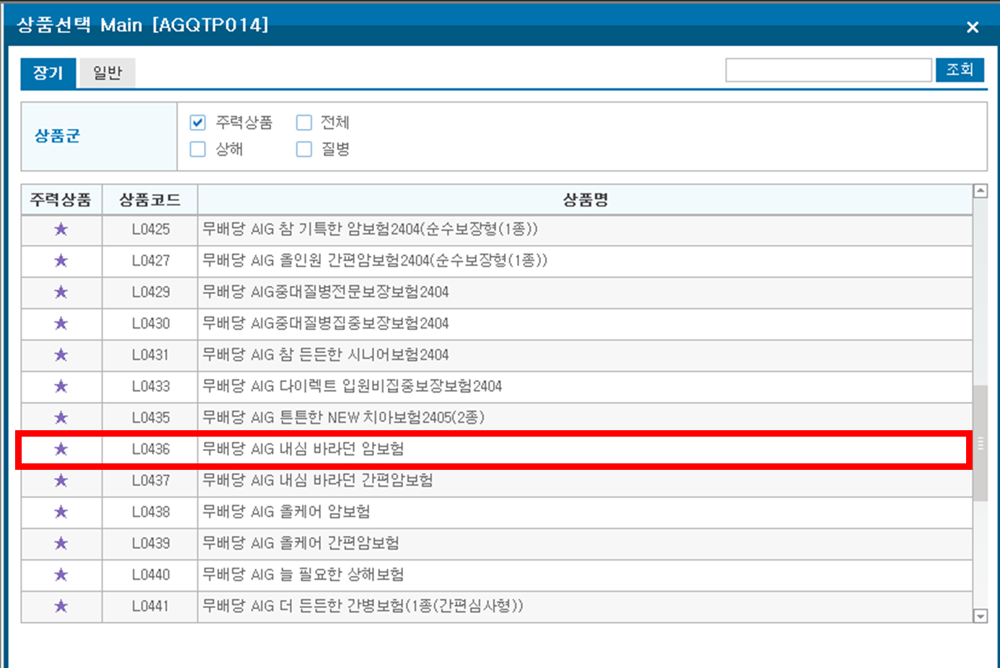 상품선택 Main [AGQTP014]
장기 일반 조회
상품군
주력상품 전체
상해 질병
주력상품 상품코드 상품명
★ L0425 무배당 AIG 참 기특한 암보험2404(순수보장형(1종))
★ L0427 무배당 AIG 올인원 간편암보험2404(순수보장형(1종))
★ L0429 무배당 AIG중대질병전문보장보험2404
★ L0430 무배당 AIG중대질병집중보장보험2404
★ L0431 무배당 AIG 참 든든한 시니어보험2404
★ L0433 무배당 AIG 다이렉트 입원비집중보장보험2404
★ L0435 무배당 AIG 튼튼한 NEW 치아보험2405(2종)
★ L0436 무배당 AIG 내심 바라던 암보험
★ L0437 무배당 AIG 내심 바라던 간편암보험
★ L0438 무배당 AIG 올케어 암보험
★ L0439 무배당 AIG 올케어 간편암보험
★ L0440 무배당 AIG 늘 필요한 상해보험
★ L0441 무배당 AIG 더 든든한 간병보험(1종(간편심사형))